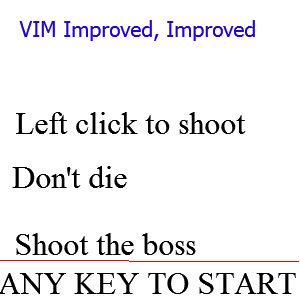 VIM Improved, Improved
Left click to shoot
Don't die
Shoot the boss
ANY KEY TO START